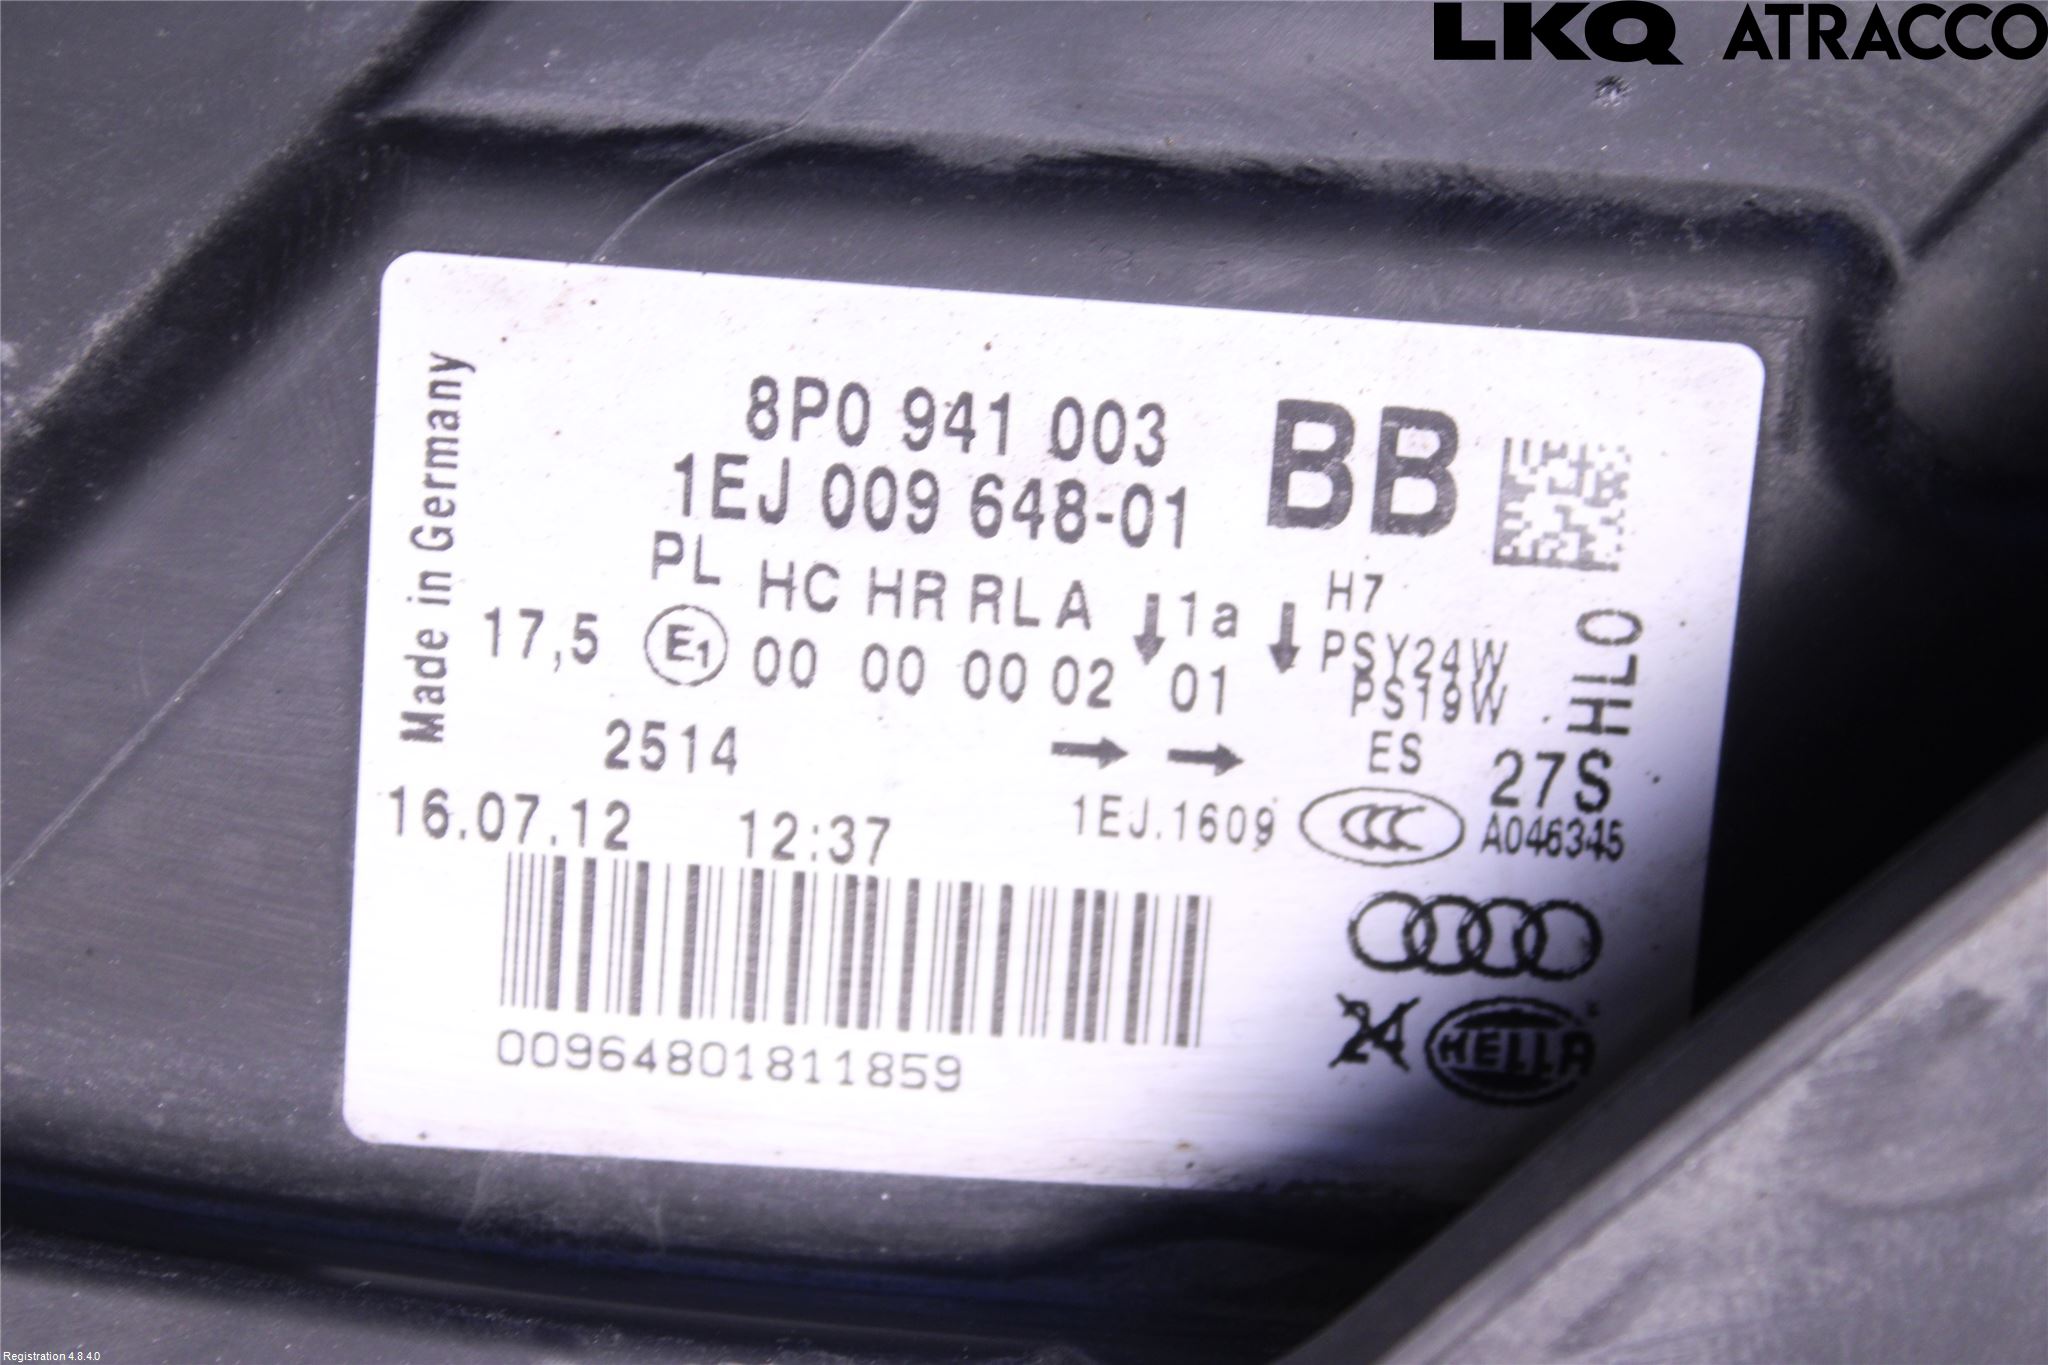 LKQ ATRACCO
Made in Germany
8P0 941 003 BB
1EJ 009 648-01
PL HC HR RL A 1a H7
17,5 E1 00 00 00 02 01 PSY24W
PS19W
HLO
2514 ES 27S
16.07.12 12:37 1EJ.1609 CCC A046345
00964801811859
24 HELLA
Registration 4.8.4.0